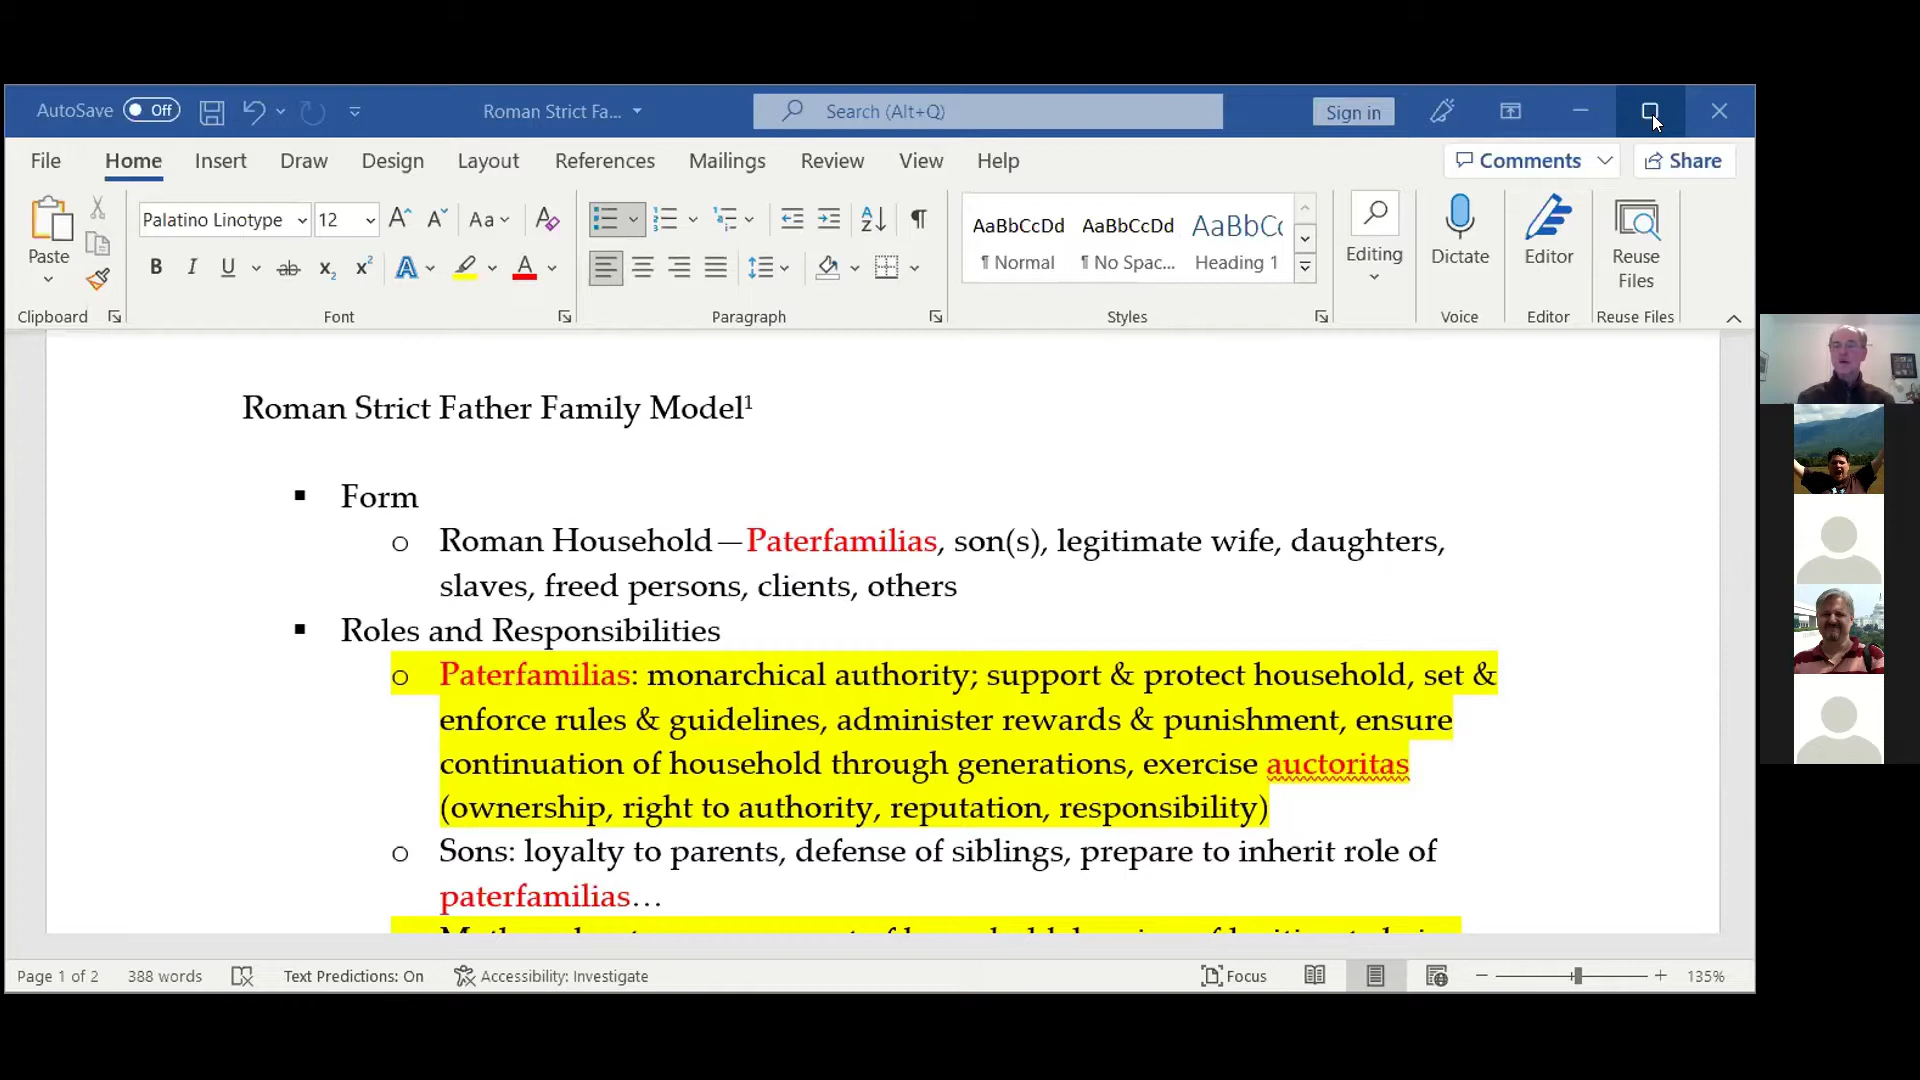 AutoSave Off Roman Strict Fa... Search (Alt+Q) Sign in
File Home Insert Draw Design Layout References Mailings Review View Help Comments Share
Palatino Linotype 12 Aa AaBbCcDd AaBbCcDd AaBbCc
Paste B I U ab x2 x2 A A ¶ Normal ¶ No Spac... Heading 1 Editing Dictate Editor Reuse Files
Clipboard Font Paragraph Styles Voice Editor Reuse Files
Roman Strict Father Family Model¹
▪ Form
o Roman Household—Paterfamilias, son(s), legitimate wife, daughters,
slaves, freed persons, clients, others
▪ Roles and Responsibilities
o Paterfamilias: monarchical authority; support & protect household, set &
enforce rules & guidelines, administer rewards & punishment, ensure
continuation of household through generations, exercise auctoritas
(ownership, right to authority, reputation, responsibility)
o Sons: loyalty to parents, defense of siblings, prepare to inherit role of
paterfamilias…
Page 1 of 2 388 words Text Predictions: On Accessibility: Investigate Focus 135%